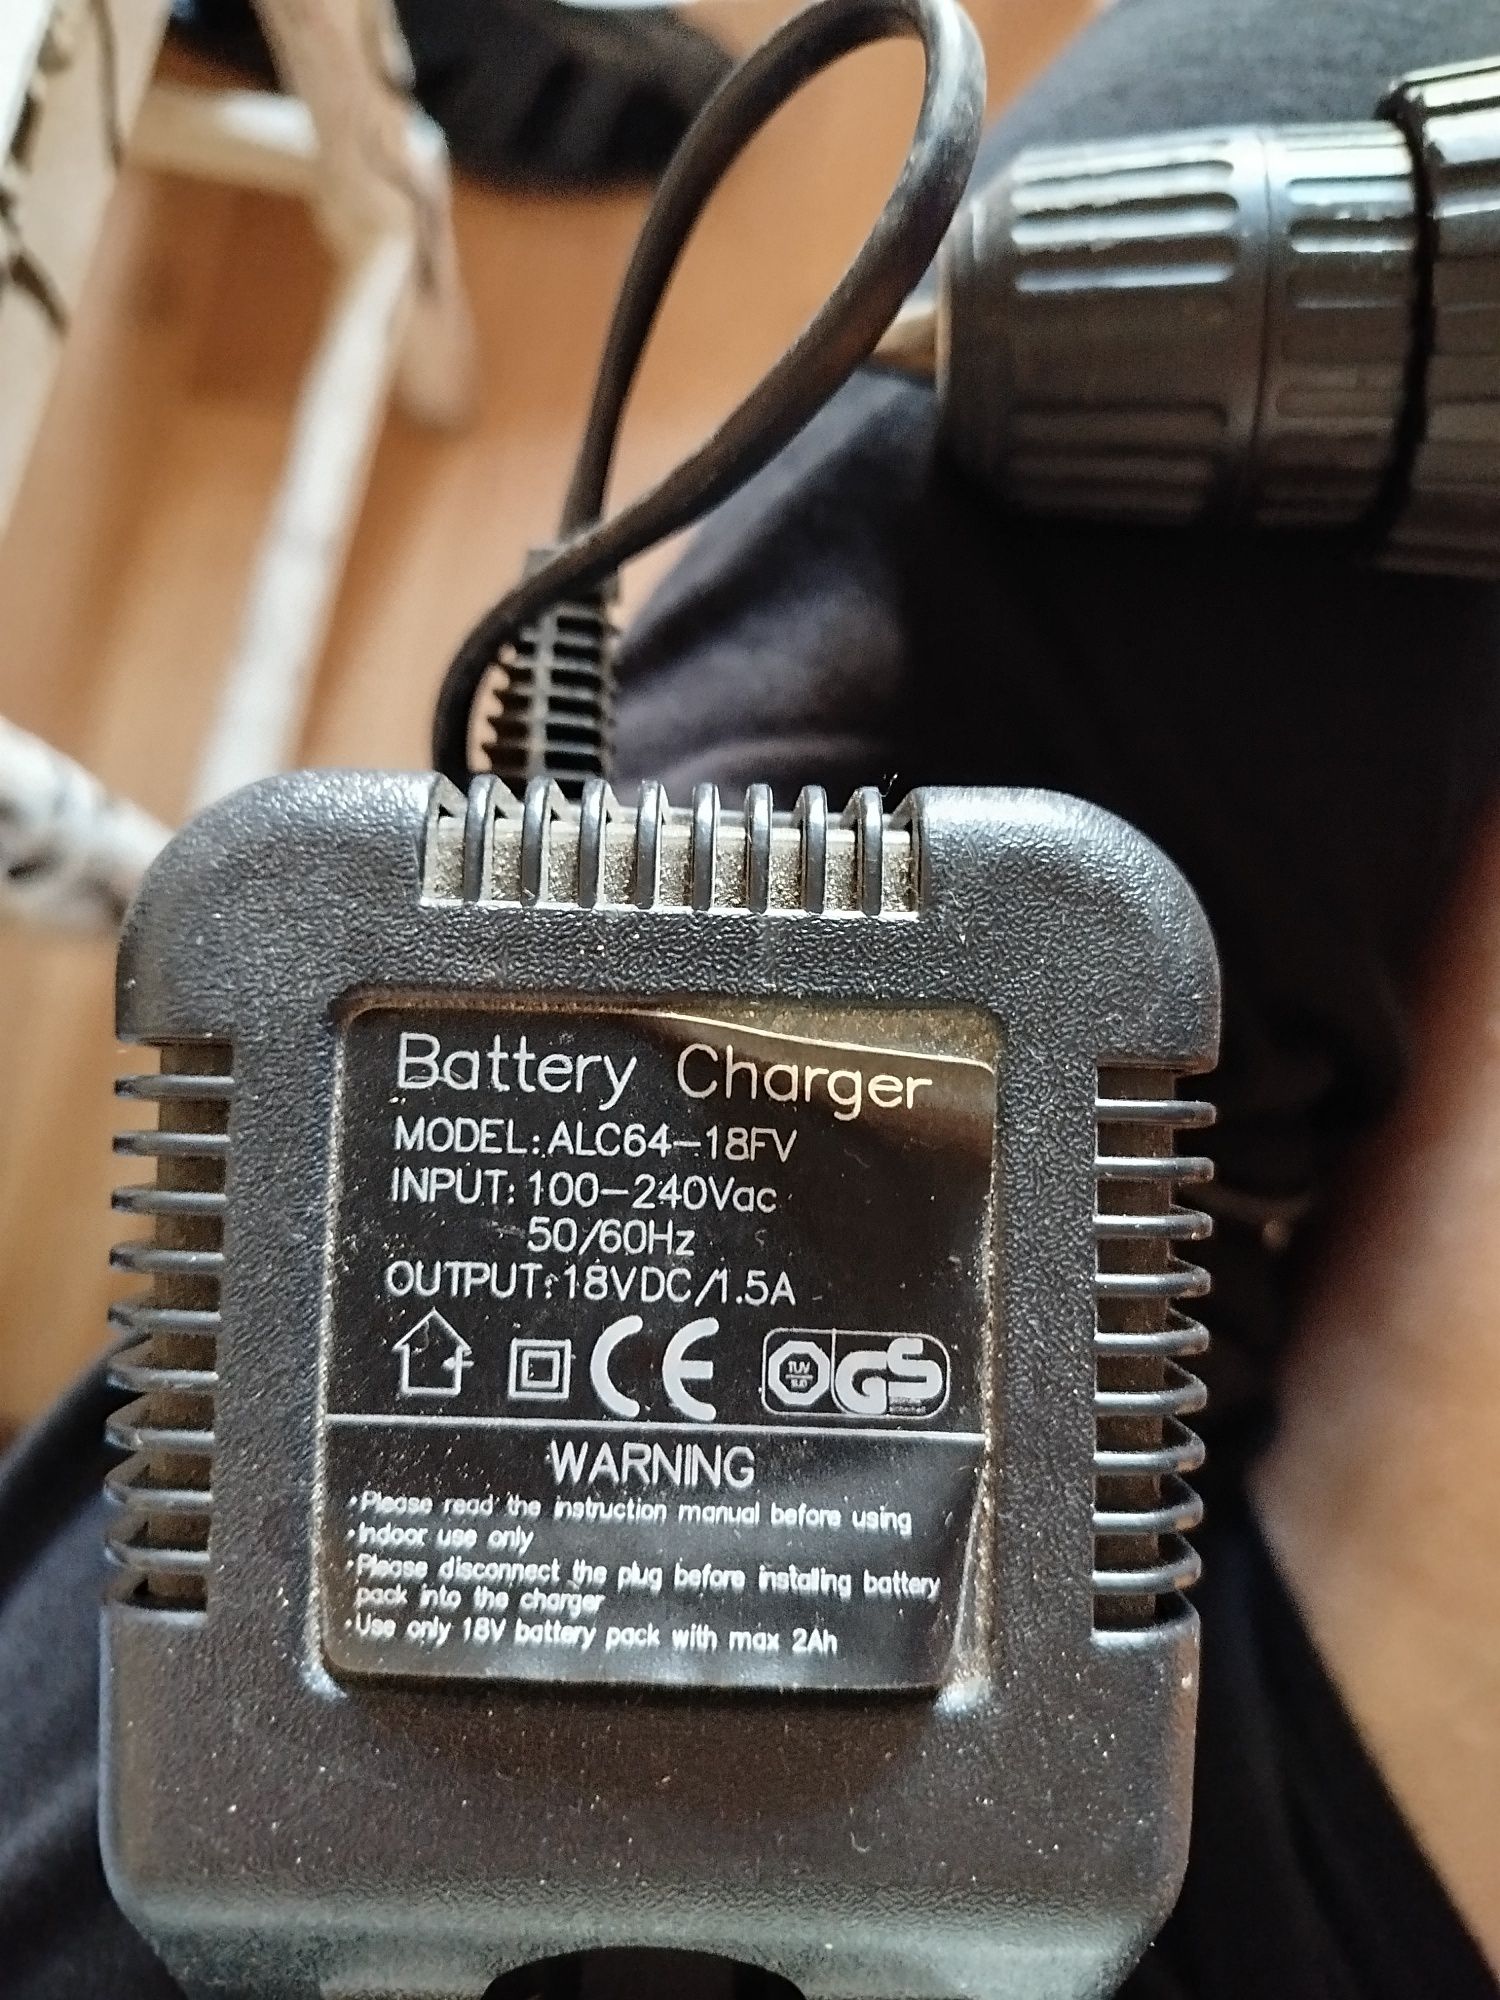 Battery Charger
MODEL: ALC64-18FV
INPUT: 100-240Vac
50/60Hz
OUTPUT: 18VDC/1.5A
CE
TUV
SUD
GS
WARNING
•Please read the instruction manual before using
•Indoor use only
•Please disconnect the plug before installing battery
pack into the charger
•Use only 18V battery pack with max 2Ah